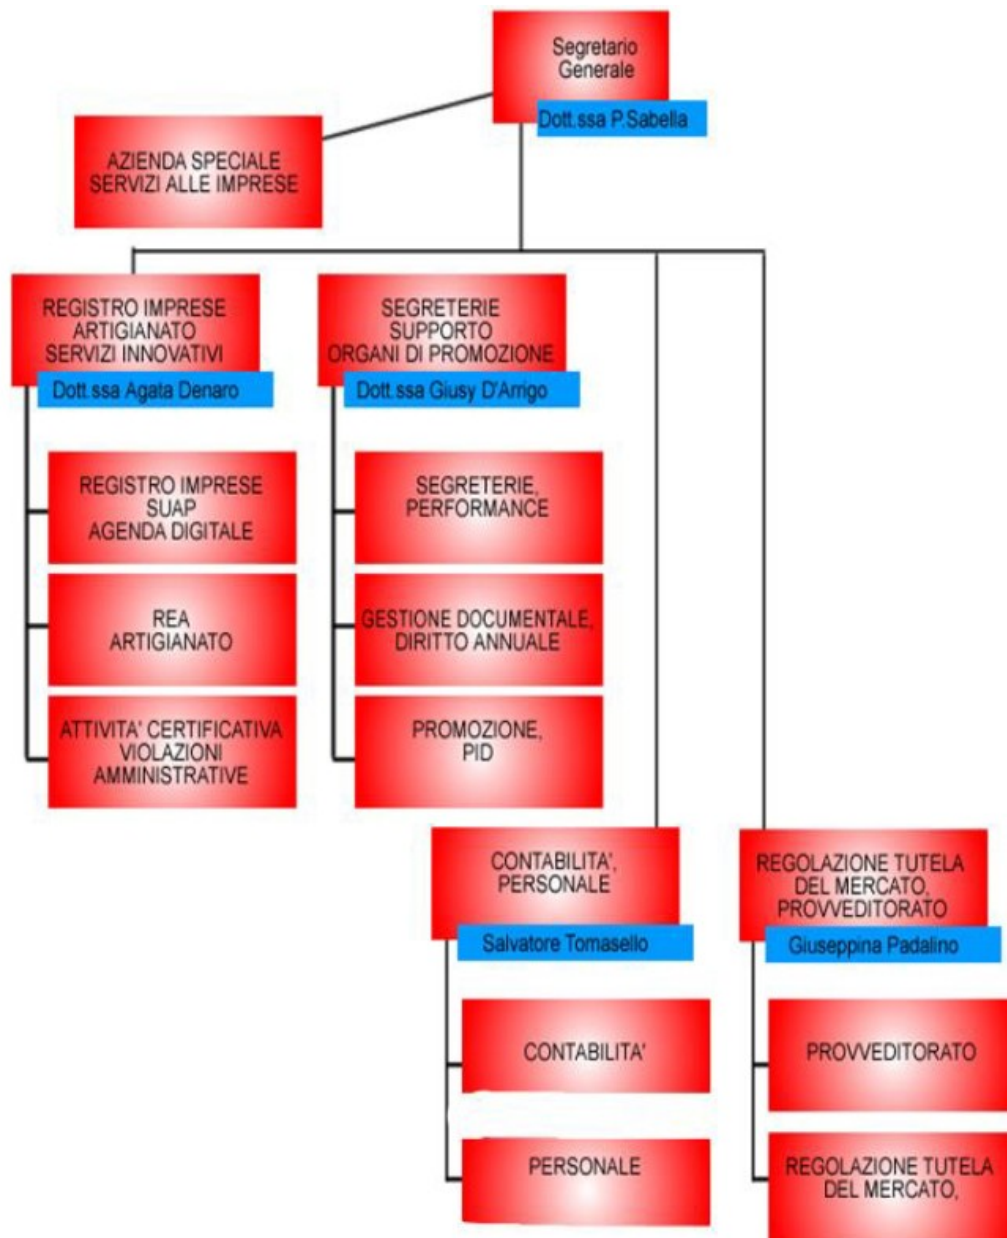 Segretario
Generale
Dott.ssa P.Sabella
AZIENDA SPECIALE
SERVIZI ALLE IMPRESE
REGISTRO IMPRESE
ARTIGIANATO
SERVIZI INNOVATIVI
Dott.ssa Agata Denaro
SEGRETERIE
SUPPORTO
ORGANI DI PROMOZIONE
Dott.ssa Giusy D'Arrigo
REGISTRO IMPRESE
SUAP
AGENDA DIGITALE
REA
ARTIGIANATO
ATTIVITA' CERTIFICATIVA
VIOLAZIONI
AMMINISTRATIVE
SEGRETERIE,
PERFORMANCE
GESTIONE DOCUMENTALE,
DIRITTO ANNUALE
PROMOZIONE,
PID
CONTABILITA',
PERSONALE
Salvatore Tomasello
CONTABILITA'
PERSONALE
REGOLAZIONE TUTELA
DEL MERCATO,
PROVVEDITORATO
Giuseppina Padalino
PROVVEDITORATO
REGOLAZIONE TUTELA
DEL MERCATO,